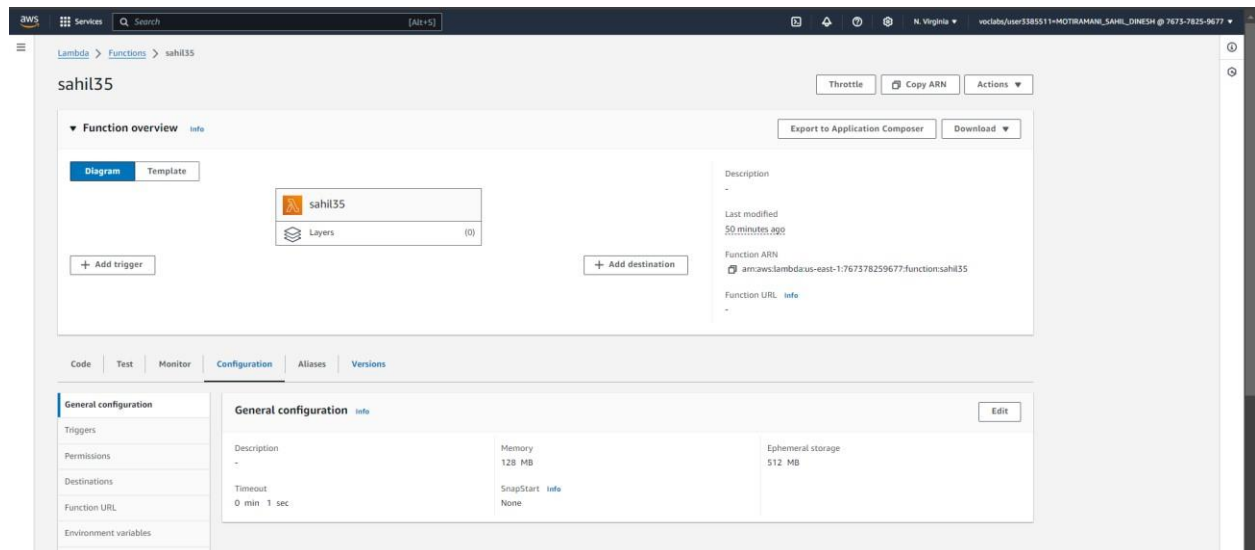 aws Services Search [Alt+S] N. Virginia ▼ voclabs/user3385511=MOTIRAMANI_SAHIL_DINESH @ 7673-7825-9677 ▼
Lambda > Functions > sahil35
sahil35
Throttle Copy ARN Actions ▼
▼ Function overview Info
Export to Application Composer Download ▼
Diagram Template
sahil35
Layers (0)
+ Add trigger
+ Add destination
Description
-
Last modified
50 minutes ago
Function ARN
arn:aws:lambda:us-east-1:767378259677:function:sahil35
Function URL Info
-
Code Test Monitor Configuration Aliases Versions
General configuration
Triggers
Permissions
Destinations
Function URL
Environment variables
General configuration Info
Edit
Description
-
Memory
128 MB
Ephemeral storage
512 MB
Timeout
0 min 1 sec
SnapStart Info
None